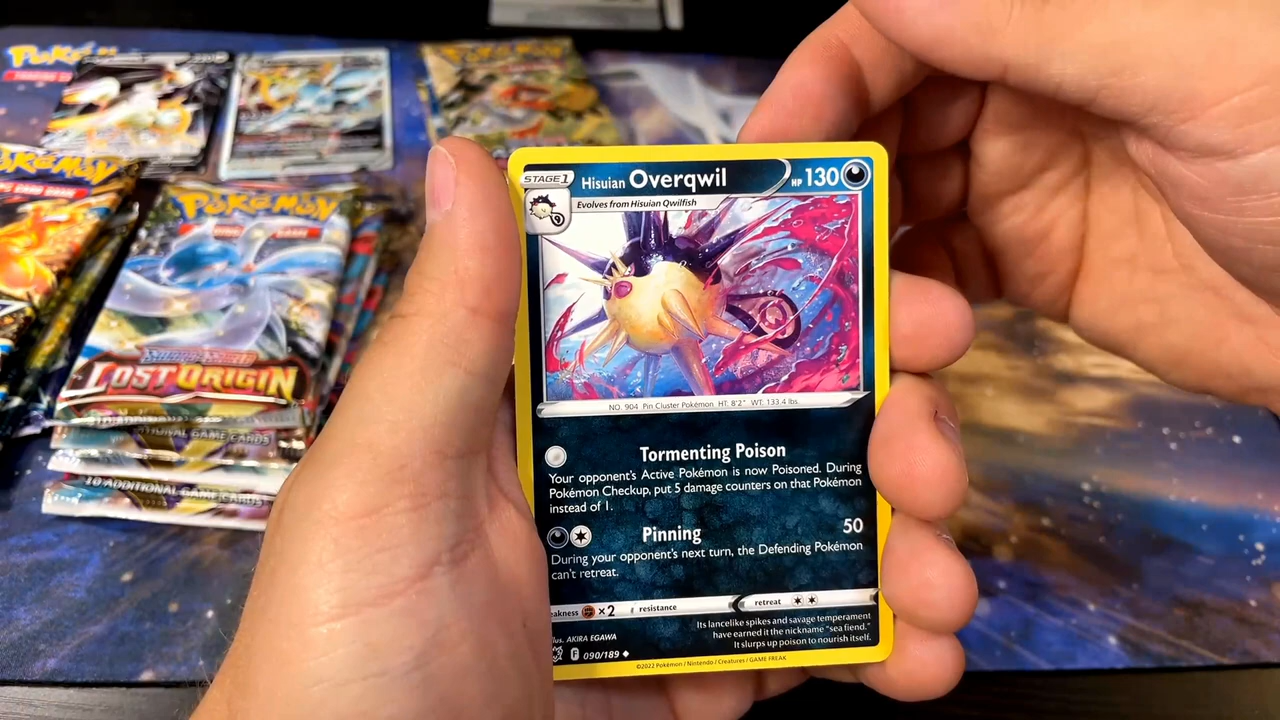 POKéMON
POKéMON
POKéMON
LOST ORIGIN
10 ADDITIONAL GAME CARDS
STAGE 1
Hisuian Overqwil
HP 130
Evolves from Hisuian Qwilfish
NO. 904 Pin Cluster Pokémon HT: 8'2" WT: 133.4 lbs.
Tormenting Poison
Your opponent's Active Pokémon is now Poisoned. During
Pokémon Checkup, put 5 damage counters on that Pokémon
instead of 1.
Pinning 50
During your opponent's next turn, the Defending Pokémon
can't retreat.
×2 resistance retreat
Its lancelike spikes and savage temperament
have earned it the nickname "sea fiend."
It slurps up poison to nourish itself.
AKIRA EGAWA
F 090/189
©2022 Pokémon / Nintendo / Creatures / GAME FREAK